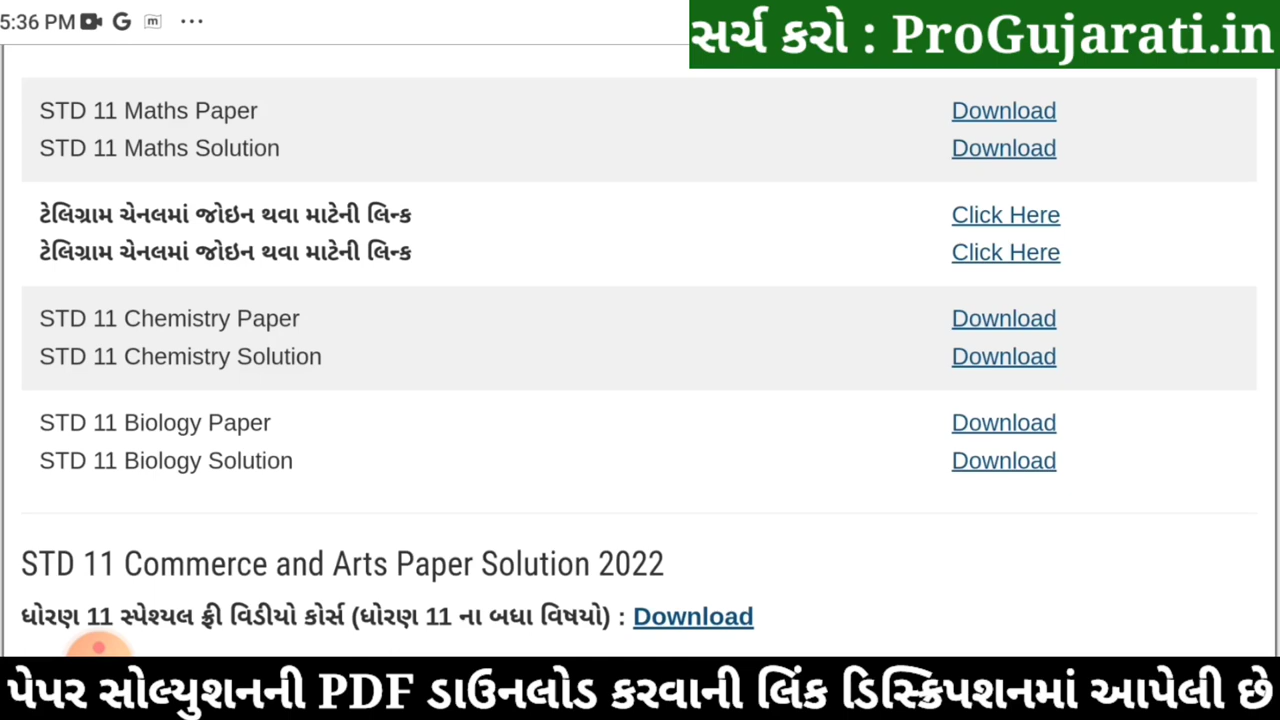 5:36 PM
સર્ચ કરો : ProGujarati.in
STD 11 Maths Paper Download
STD 11 Maths Solution Download
ટેલિગ્રામ ચેનલમાં જોઇન થવા માટેની લિન્ક Click Here
ટેલિગ્રામ ચેનલમાં જોઇન થવા માટેની લિન્ક Click Here
STD 11 Chemistry Paper Download
STD 11 Chemistry Solution Download
STD 11 Biology Paper Download
STD 11 Biology Solution Download
STD 11 Commerce and Arts Paper Solution 2022
ધોરણ 11 સ્પેશ્યલ ફ્રી વિડીયો કોર્સ (ધોરણ 11 ના બધા વિષયો) : Download
પેપર સોલ્યુશનની PDF ડાઉનલોડ કરવાની લિંક ડિસ્ક્રિપશનમાં આપેલી છે